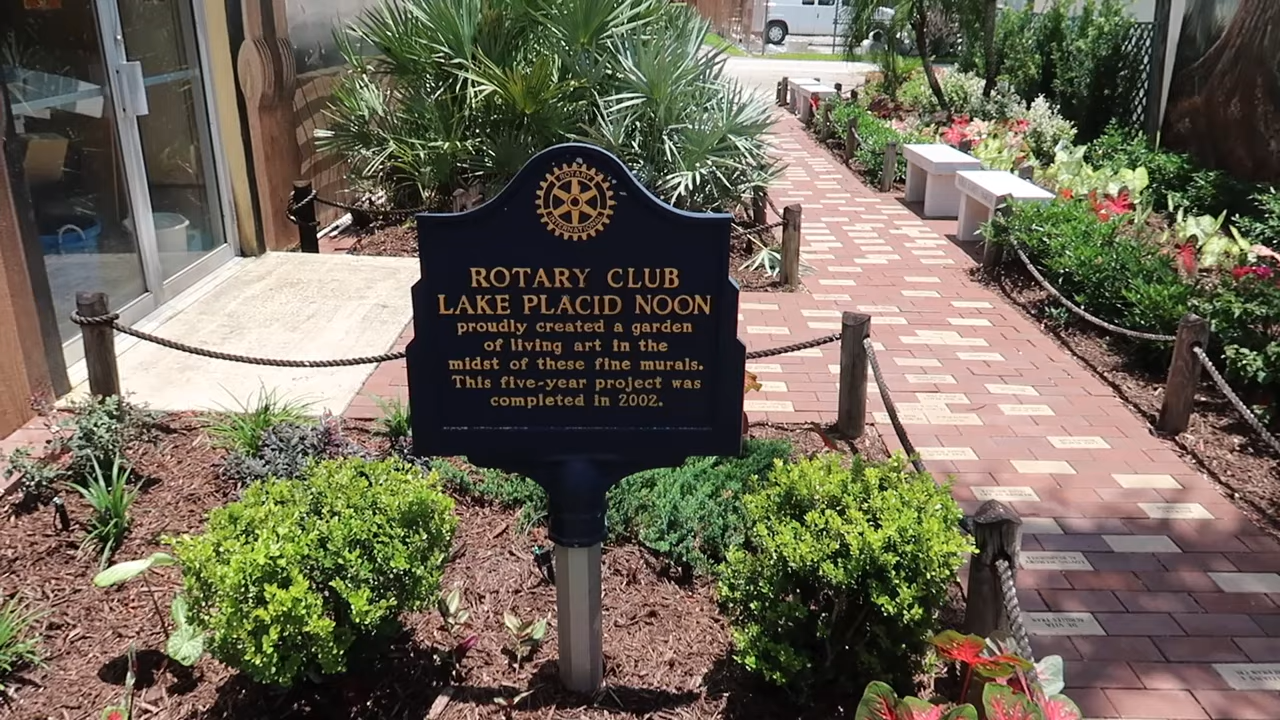 ROTARY
INTERNATIONAL
ROTARY CLUB
LAKE PLACID NOON
proudly created a garden
of living art in the
midst of these fine murals.
This five-year project was
completed in 2002.